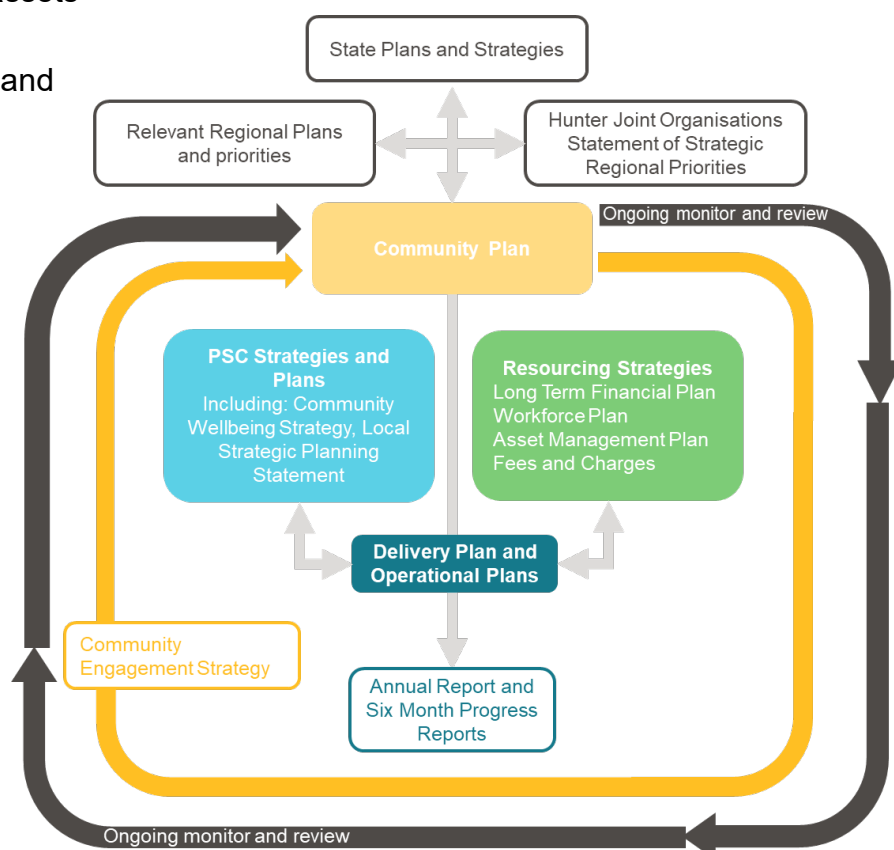 assets
and
State Plans and Strategies
Relevant Regional Plans
and priorities
Hunter Joint Organisations
Statement of Strategic
Regional Priorities
Ongoing monitor and review
Community Plan
PSC Strategies and
Plans
Including: Community
Wellbeing Strategy, Local
Strategic Planning
Statement
Resourcing Strategies
Long Term Financial Plan
Workforce Plan
Asset Management Plan
Fees and Charges
Delivery Plan and
Operational Plans
Community
Engagement Strategy
Annual Report and
Six Month Progress
Reports
Ongoing monitor and review